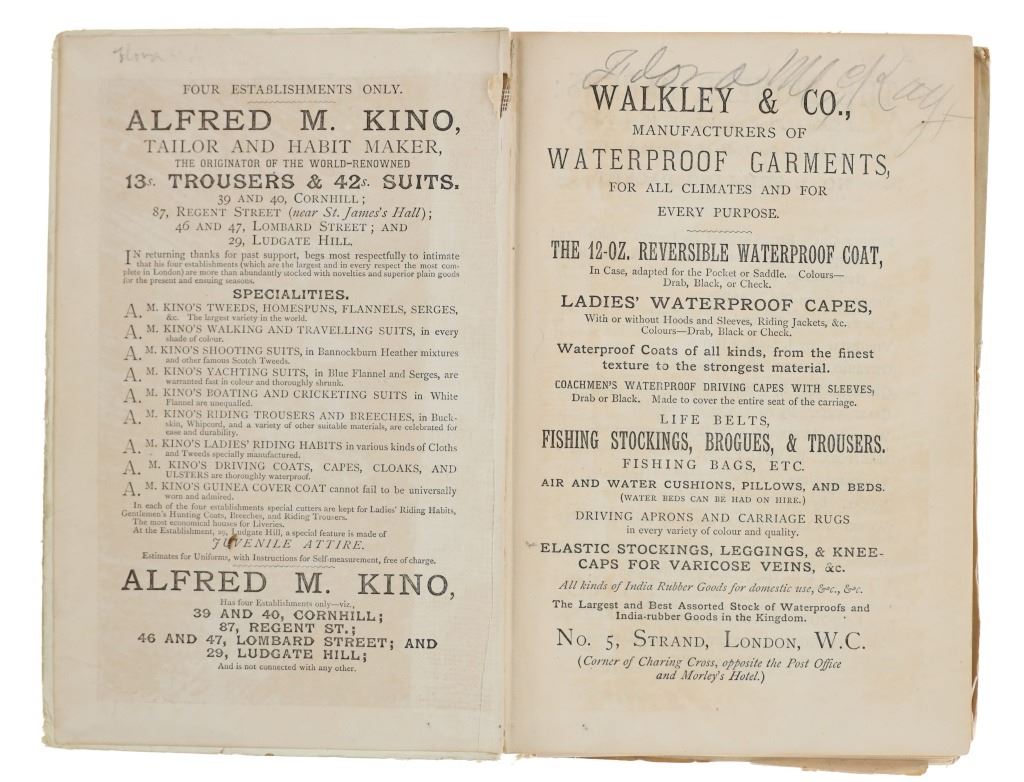 Flora
FOUR ESTABLISHMENTS ONLY.
ALFRED M. KINO,
TAILOR AND HABIT MAKER,
THE ORIGINATOR OF THE WORLD-RENOWNED
13s. TROUSERS & 42s. SUITS.
39 AND 40, CORNHILL;
87, REGENT STREET (near St. James's Hall);
46 AND 47, LOMBARD STREET; AND
29, LUDGATE HILL.
IN returning thanks for past support, begs most respectfully to intimate
that his four establishments (which are the largest and in every respect the most com-
plete in London) are more than abundantly stocked with novelties and superior plain goods
for the present and ensuing seasons.
SPECIALITIES.
A. M. KINO'S TWEEDS, HOMESPUNS, FLANNELS, SERGES,
&c. The largest variety in the world.
A. M. KINO'S WALKING AND TRAVELLING SUITS, in every
shade of colour.
A. M. KINO'S SHOOTING SUITS, in Bannockburn Heather mixtures
and other famous Scotch Tweeds.
A. M. KINO'S YACHTING SUITS, in Blue Flannel and Serges, are
warranted fast in colour and thoroughly shrunk.
A. M. KINO'S BOATING AND CRICKETING SUITS in White
Flannel are unequalled.
A. M. KINO'S RIDING TROUSERS AND BREECHES, in Buck-
skin, Whipcord, and a variety of other suitable materials, are celebrated for
ease and durability.
A. M. KINO'S LADIES' RIDING HABITS in various kinds of Cloths
and Tweeds specially manufactured.
A. M. KINO'S DRIVING COATS, CAPES, CLOAKS, AND
ULSTERS are thoroughly waterproof.
A. M. KINO'S GUINEA COVER COAT cannot fail to be universally
worn and admired.
In each of the four establishments special cutters are kept for Ladies' Riding Habits,
Gentlemen's Hunting Coats, Breeches, and Riding Trousers.
The most economical houses for Liveries.
At the Establishment, 29, Ludgate Hill, a special feature is made of
JUVENILE ATTIRE.
Estimates for Uniforms, with Instructions for Self-measurement, free of charge.
ALFRED M. KINO,
Has four Establishments only—viz.,
39 AND 40, CORNHILL;
87, REGENT ST.;
46 AND 47, LOMBARD STREET; AND
29, LUDGATE HILL;
And is not connected with any other.
Flora McKay
WALKLEY & CO.,
MANUFACTURERS OF
WATERPROOF GARMENTS,
FOR ALL CLIMATES AND FOR
EVERY PURPOSE.
THE 12-OZ. REVERSIBLE WATERPROOF COAT,
In Case, adapted for the Pocket or Saddle. Colours—
Drab, Black, or Check.
LADIES' WATERPROOF CAPES,
With or without Hoods and Sleeves, Riding Jackets, &c.
Colours—Drab, Black or Check.
Waterproof Coats of all kinds, from the finest
texture to the strongest material.
COACHMEN'S WATERPROOF DRIVING CAPES WITH SLEEVES,
Drab or Black. Made to cover the entire seat of the carriage.
LIFE BELTS,
FISHING STOCKINGS, BROGUES, & TROUSERS.
FISHING BAGS, ETC.
AIR AND WATER CUSHIONS, PILLOWS, AND BEDS.
(WATER BEDS CAN BE HAD ON HIRE.)
DRIVING APRONS AND CARRIAGE RUGS
in every variety of colour and quality.
ELASTIC STOCKINGS, LEGGINGS, & KNEE-
CAPS FOR VARICOSE VEINS, &c.
All kinds of India Rubber Goods for domestic use, &c., &c.
The Largest and Best Assorted Stock of Waterproofs and
India-rubber Goods in the Kingdom.
No. 5, STRAND, LONDON, W.C.
(Corner of Charing Cross, opposite the Post Office
and Morley's Hotel.)